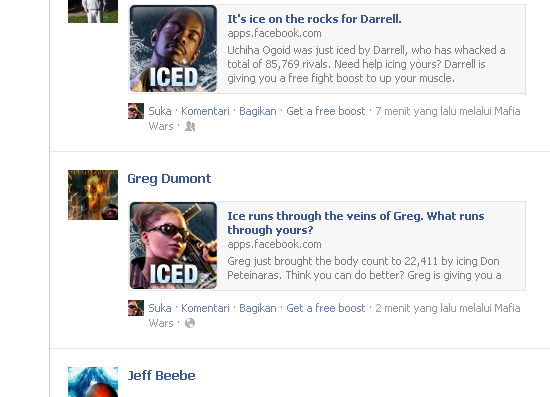 It's ice on the rocks for Darrell.
apps.facebook.com
Uchiha Ogoid was just iced by Darrell, who has whacked a
total of 85,769 rivals. Need help icing yours? Darrell is
giving you a free fight boost to up your muscle.
ICED
Suka · Komentari · Bagikan · Get a free boost · 7 menit yang lalu melalui Mafia
Wars ·
Greg Dumont
Ice runs through the veins of Greg. What runs
through yours?
apps.facebook.com
Greg just brought the body count to 22,411 by icing Don
Peteinaras. Think you can do better? Greg is giving you a
ICED
Suka · Komentari · Bagikan · Get a free boost · 2 menit yang lalu melalui Mafia
Wars ·
Jeff Beebe